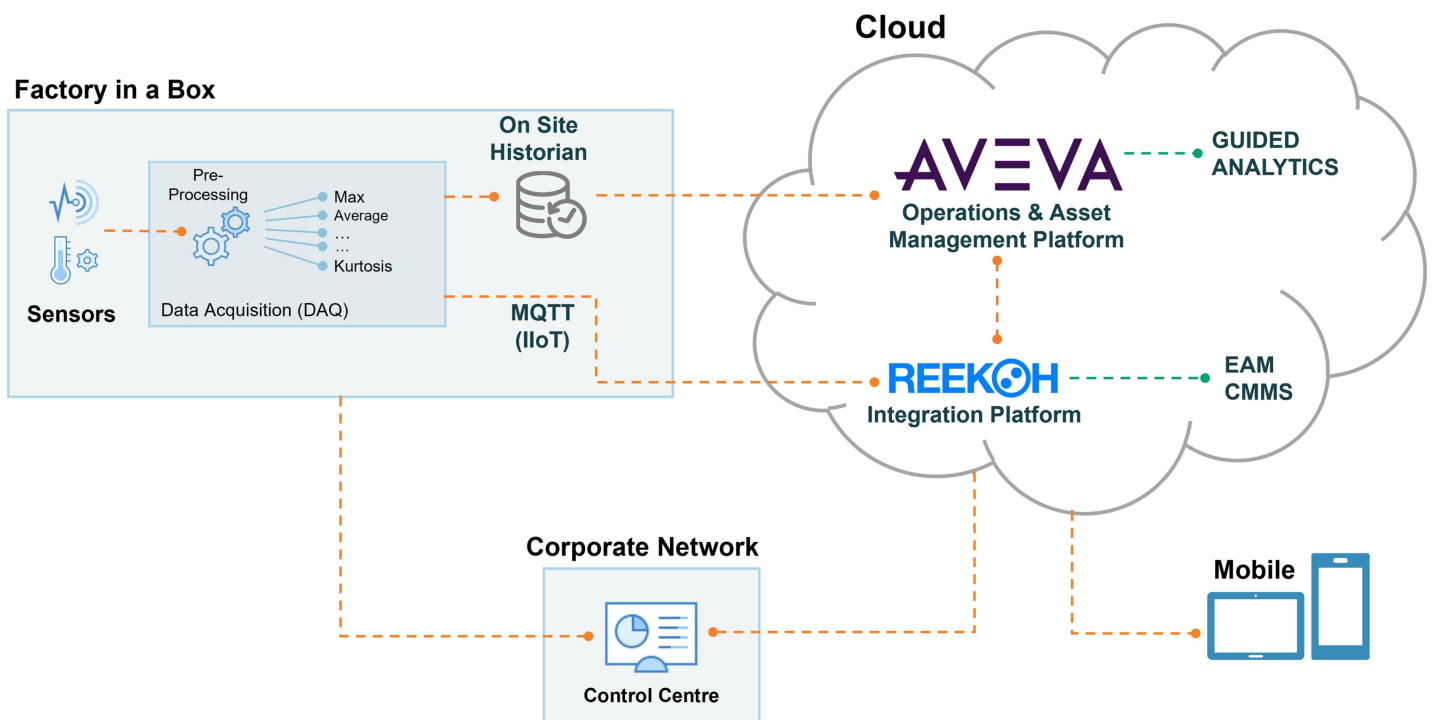 Cloud
Factory in a Box
On Site
Historian
Pre-
Processing
Max
Average
...
...
Kurtosis
Sensors
Data Acquisition (DAQ)
MQTT
(IIoT)
AVEVA
Operations & Asset
Management Platform
GUIDED
ANALYTICS
REEKOH
Integration Platform
EAM
CMMS
Corporate Network
Control Centre
Mobile